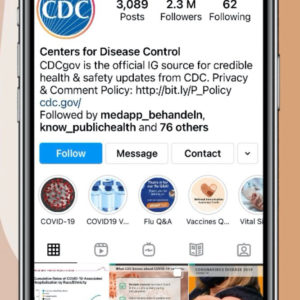 CDC
3,089 2.3 M 62
Posts Followers Following
Centers for Disease Control
CDCgov is the official IG source for credible
health & safety updates from CDC. Privacy
& Comment Policy: http://bit.ly/P_Policy
cdc.gov/
Followed by medapp_behandeln,
know_publichealth and 76 others
Follow Message Contact
COVID-19 COVID19 V... Flu Q&A Vaccines Q... Vital Si